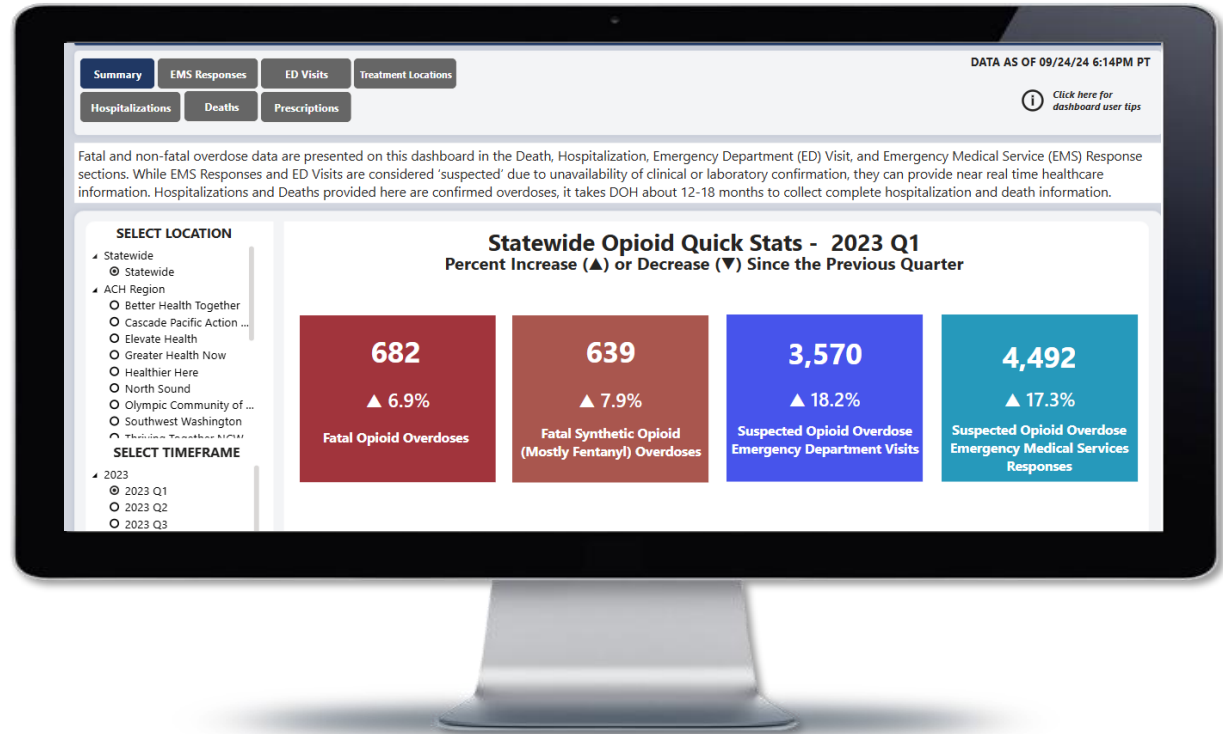 Summary
EMS Responses
ED Visits
Treatment Locations
Hospitalizations
Deaths
Prescriptions
DATA AS OF 09/24/24 6:14PM PT
Click here for
dashboard user tips
Fatal and non-fatal overdose data are presented on this dashboard in the Death, Hospitalization, Emergency Department (ED) Visit, and Emergency Medical Service (EMS) Response
sections. While EMS Responses and ED Visits are considered 'suspected' due to unavailability of clinical or laboratory confirmation, they can provide near real time healthcare
information. Hospitalizations and Deaths provided here are confirmed overdoses, it takes DOH about 12-18 months to collect complete hospitalization and death information.
SELECT LOCATION
Statewide
Statewide
ACH Region
Better Health Together
Cascade Pacific Action ...
Elevate Health
Greater Health Now
Healthier Here
North Sound
Olympic Community of ...
Southwest Washington
Thriving Together NCW
SELECT TIMEFRAME
2023
2023 Q1
2023 Q2
2023 Q3
Statewide Opioid Quick Stats - 2023 Q1
Percent Increase (▲) or Decrease (▼) Since the Previous Quarter
682
▲ 6.9%
Fatal Opioid Overdoses
639
▲ 7.9%
Fatal Synthetic Opioid
(Mostly Fentanyl) Overdoses
3,570
▲ 18.2%
Suspected Opioid Overdose
Emergency Department Visits
4,492
▲ 17.3%
Suspected Opioid Overdose
Emergency Medical Services
Responses